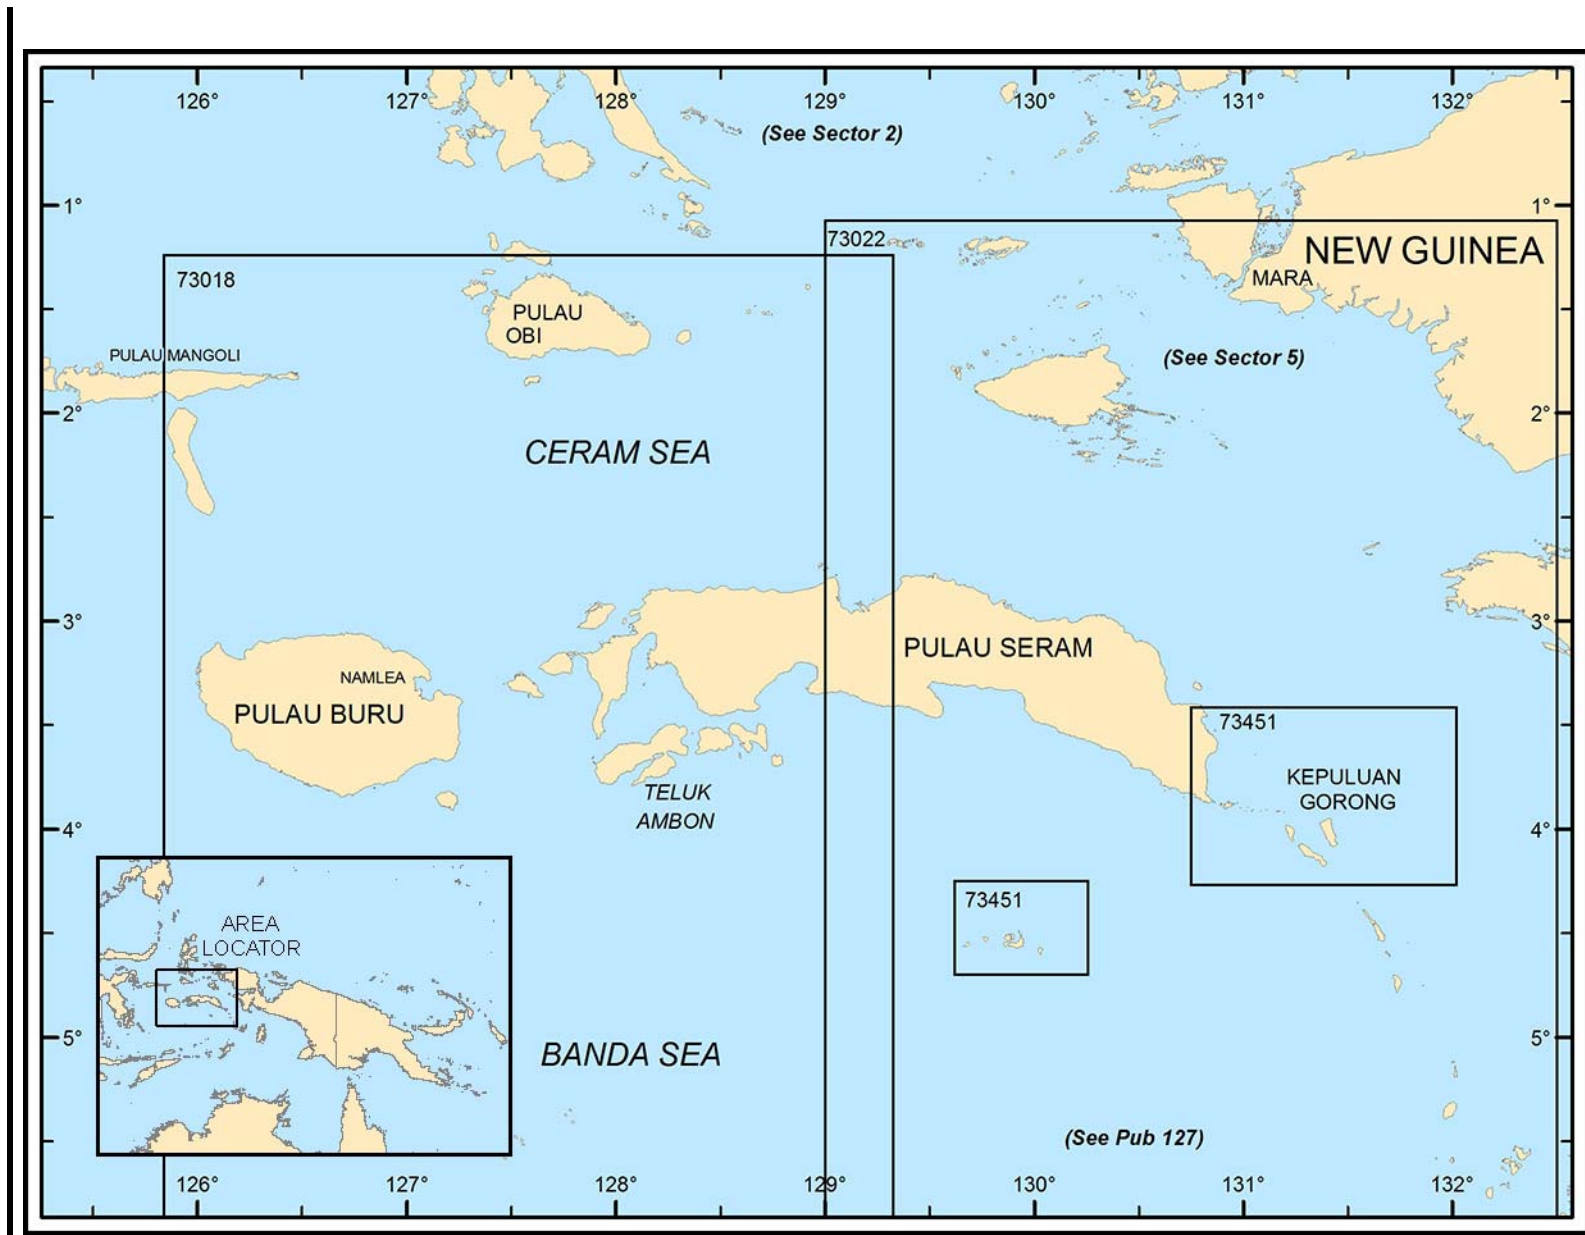 126° 127° 128° 129° 130° 131° 132°
(See Sector 2)
1° 1°
73022
NEW GUINEA
73018
MARA
PULAU
OBI
PULAU MANGOLI
(See Sector 5)
2° 2°
CERAM SEA
3° 3°
PULAU SERAM
NAMLEA
PULAU BURU
73451
KEPULUAN
GORONG
TELUK
AMBON
4° 4°
73451
AREA
LOCATOR
5° 5°
BANDA SEA
(See Pub 127)
126° 127° 128° 129° 130° 131° 132°